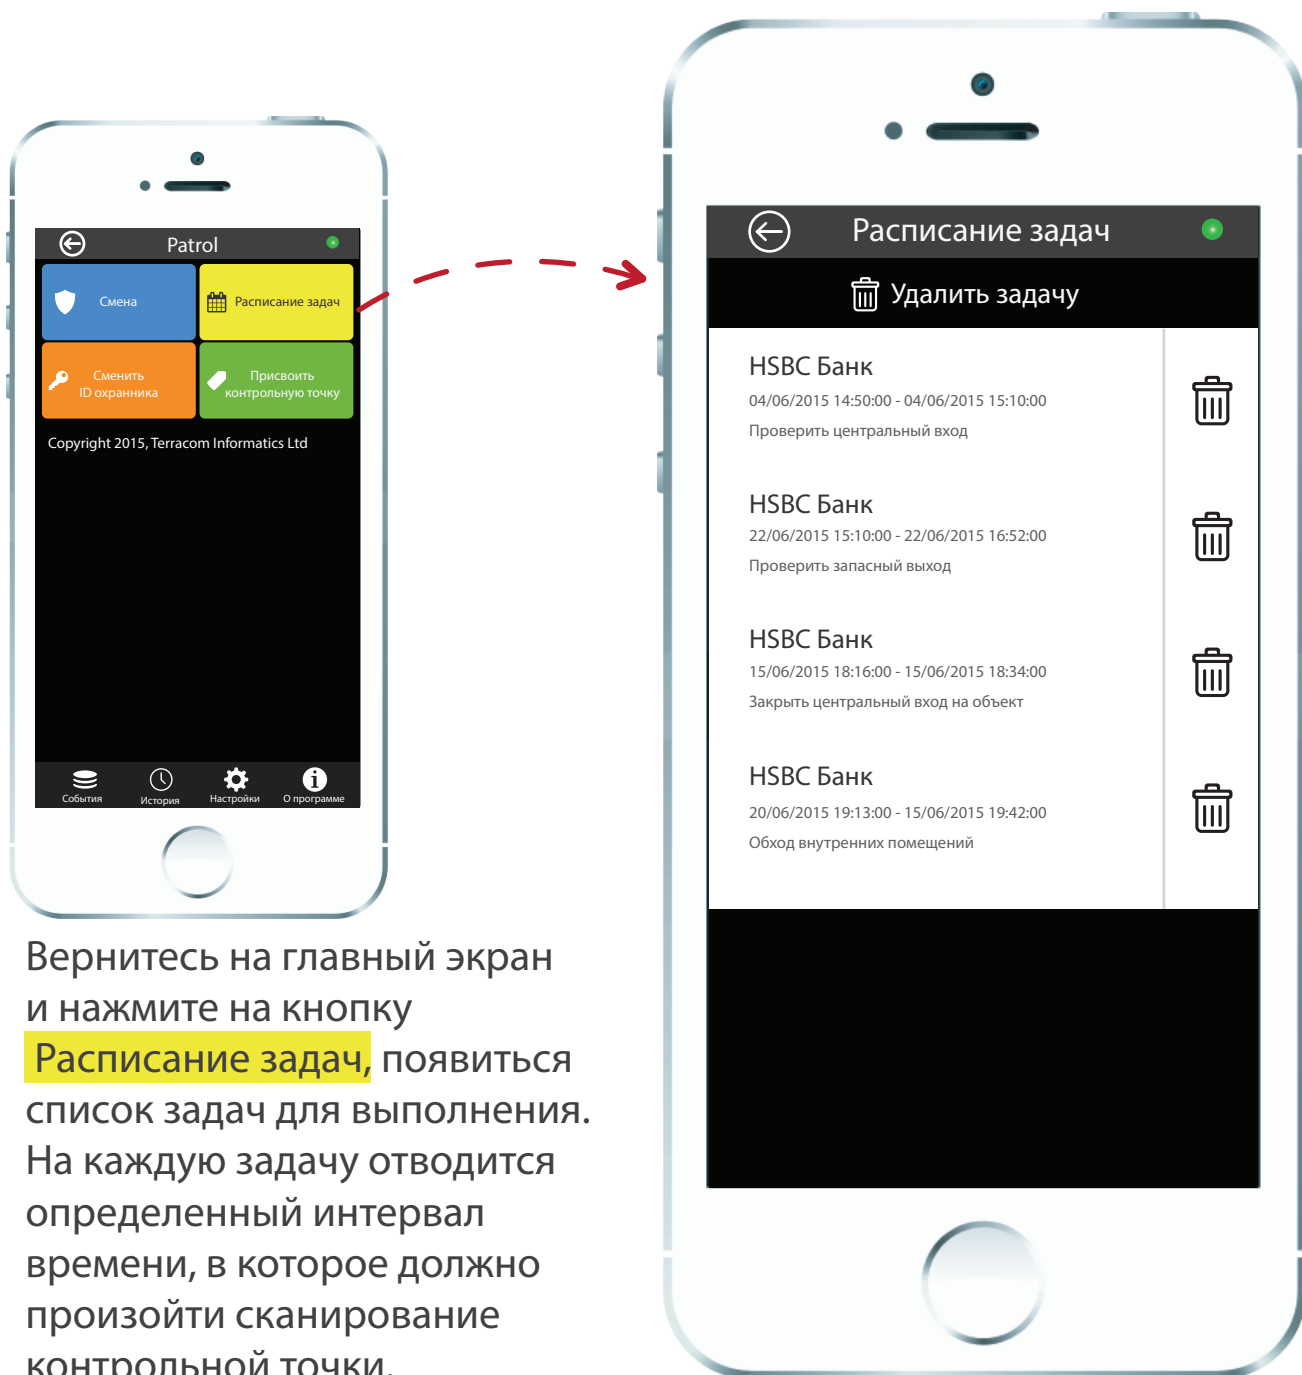 Patrol
Смена
Расписание задач
Сменить
ID охранника
Присвоить
контрольную точку
Copyright 2015, Terracom Informatics Ltd
События
История
Настройки
О программе
Расписание задач
Удалить задачу
HSBC Банк
04/06/2015 14:50:00 - 04/06/2015 15:10:00
Проверить центральный вход
HSBC Банк
22/06/2015 15:10:00 - 22/06/2015 16:52:00
Проверить запасный выход
HSBC Банк
15/06/2015 18:16:00 - 15/06/2015 18:34:00
Закрыть центральный вход на объект
HSBC Банк
20/06/2015 19:13:00 - 15/06/2015 19:42:00
Обход внутренних помещений
Вернитесь на главный экран
и нажмите на кнопку
Расписание задач, появиться
список задач для выполнения.
На каждую задачу отводится
определенный интервал
времени, в которое должно
произойти сканирование
контрольной точки.